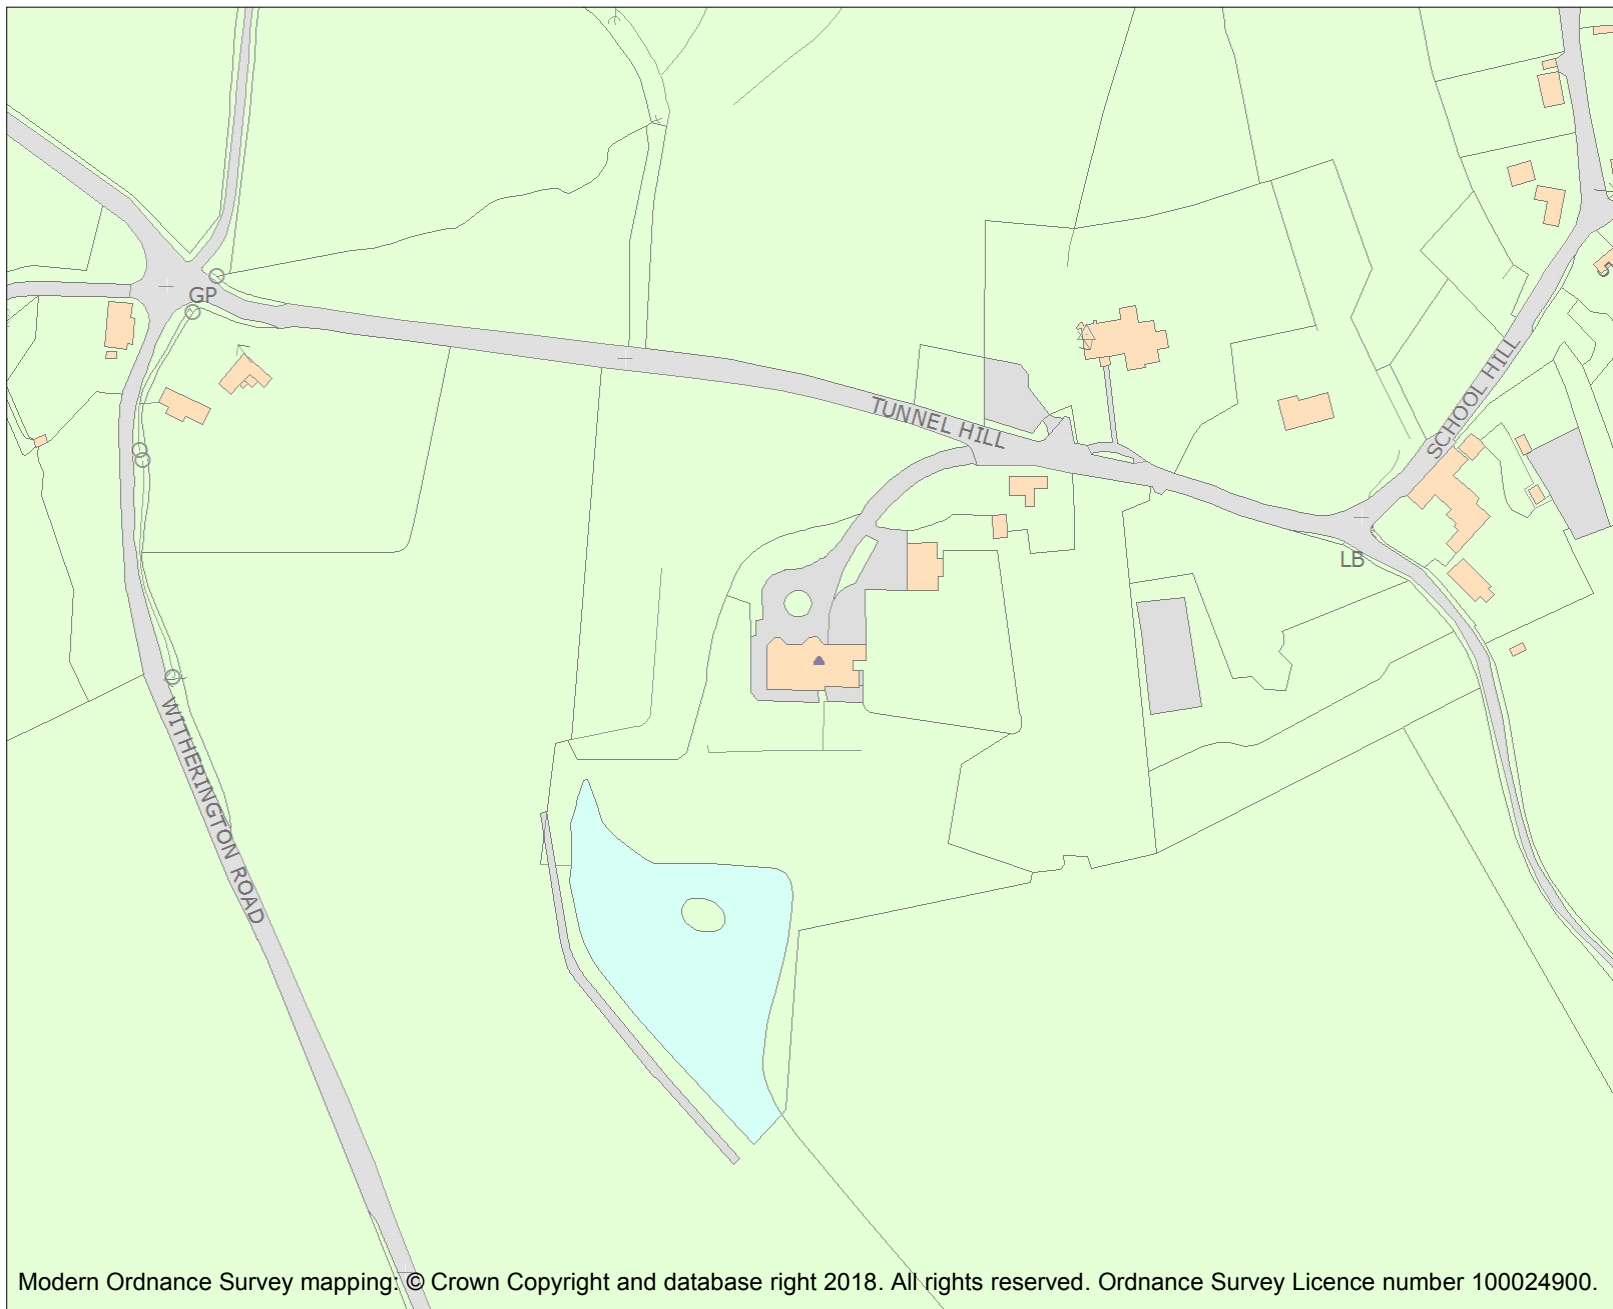 GP
TUNNEL HILL
SCHOOL HILL
LB
WITHERINGTON ROAD
Modern Ordnance Survey mapping: © Crown Copyright and database right 2018. All rights reserved. Ordnance Survey Licence number 100024900.